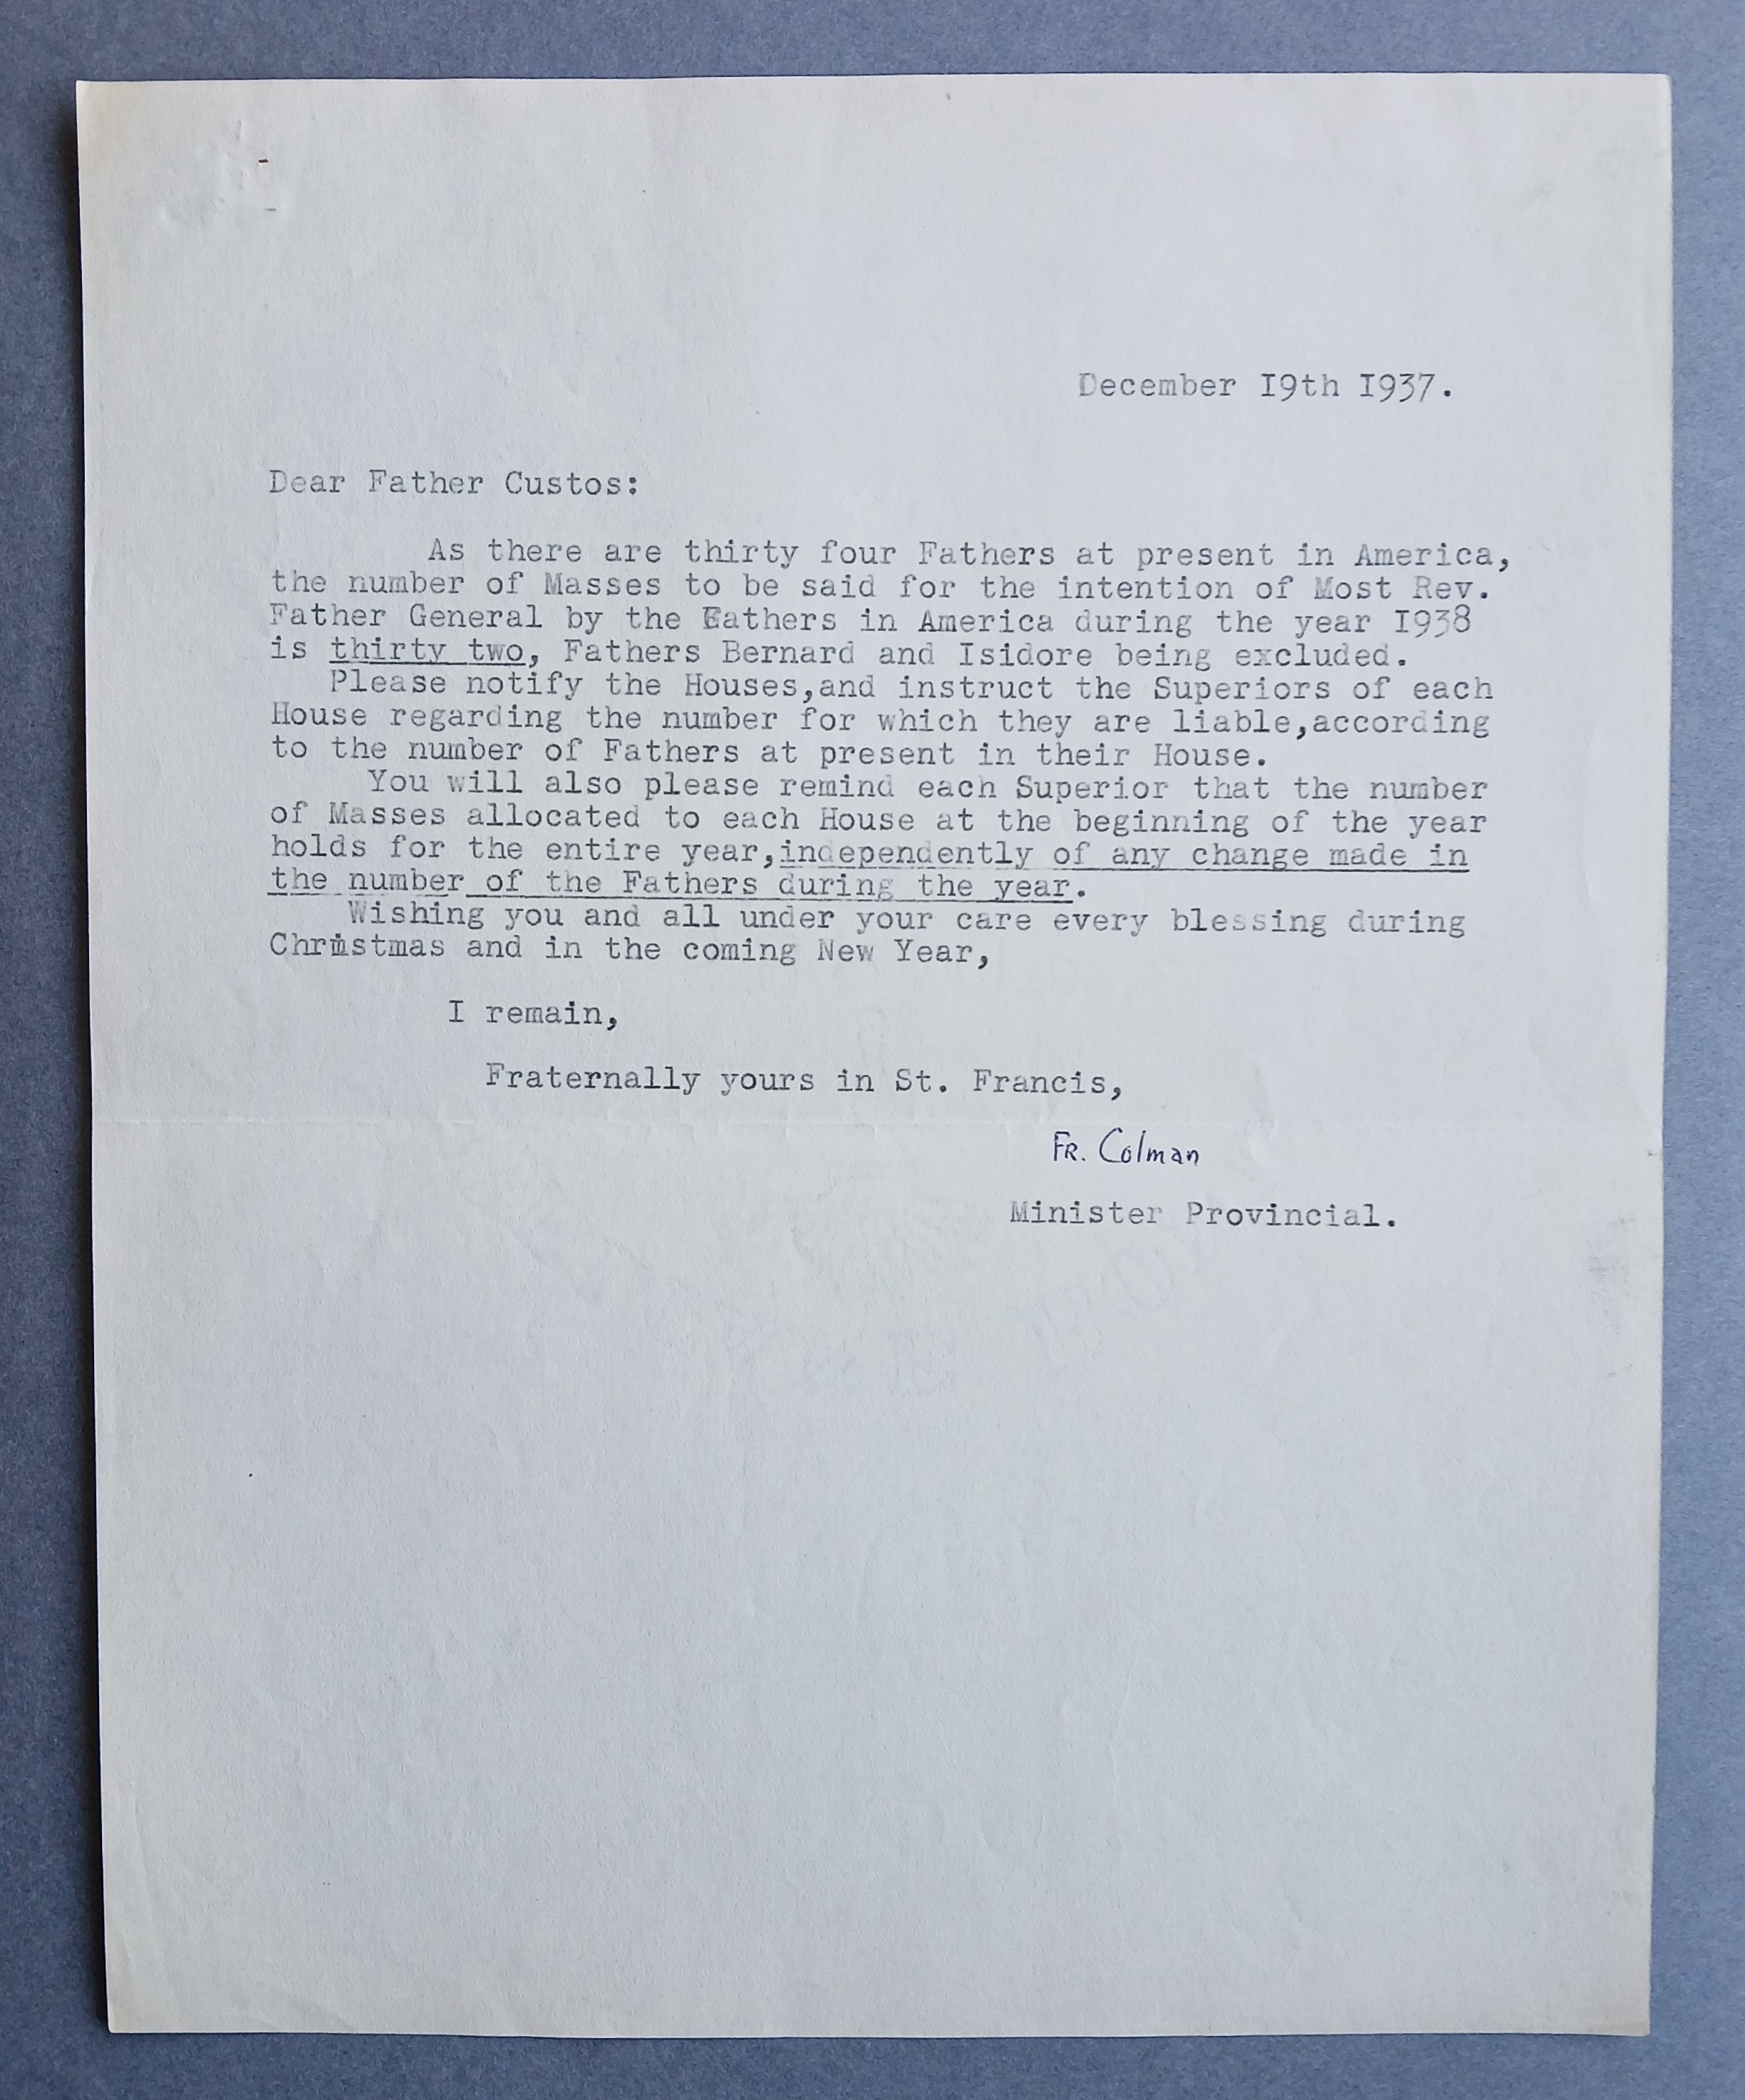 December I9th I937.
Dear Father Custos:
As there are thirty four Fathers at present in America,
the number of Masses to be said for the intention of Most Rev.
Father General by the Fathers in America during the year I938
is thirty two, Fathers Bernard and Isidore being excluded.
Please notify the Houses,and instruct the Superiors of each
House regarding the number for which they are liable,according
to the number of Fathers at present in their House.
You will also please remind each Superior that the number
of Masses allocated to each House at the beginning of the year
holds for the entire year,independently of any change made in
the number of the Fathers during the year.
Wishing you and all under your care every blessing during
Christmas and in the coming New Year,
I remain,
Fraternally yours in St. Francis,
FR. Colman
Minister Provincial.